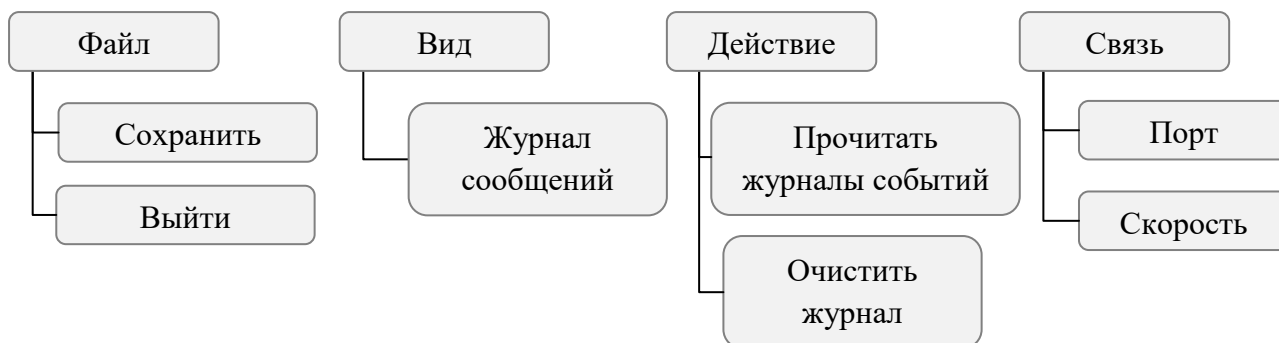 Файл
Сохранить
Выйти
Вид
Журнал
сообщений
Действие
Прочитать
журналы событий
Очистить
журнал
Связь
Порт
Скорость